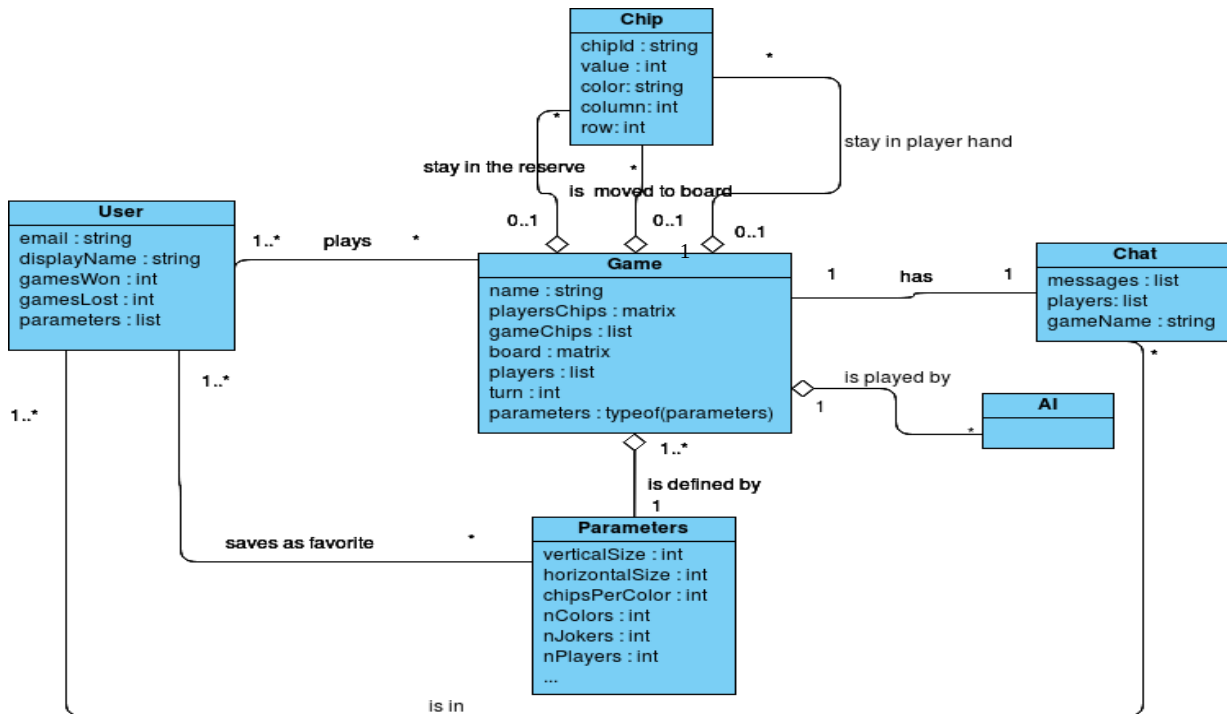 Chip
chipId : string
value : int
color: string
column: int
row: int
*
*
*
stay in the reserve
is moved to board
stay in player hand
0..1
0..1
0..1
1
User
email : string
displayName : string
gamesWon : int
gamesLost : int
parameters : list
1..*
plays
*
Game
name : string
playersChips : matrix
gameChips : list
board : matrix
players : list
turn : int
parameters : typeof(parameters)
1
has
1
Chat
messages : list
players: list
gameName : string
*
is played by
1
*
AI
1..*
1..*
1..*
is defined by
1
saves as favorite
*
Parameters
verticalSize : int
horizontalSize : int
chipsPerColor : int
nColors : int
nJokers : int
nPlayers : int
...
is in